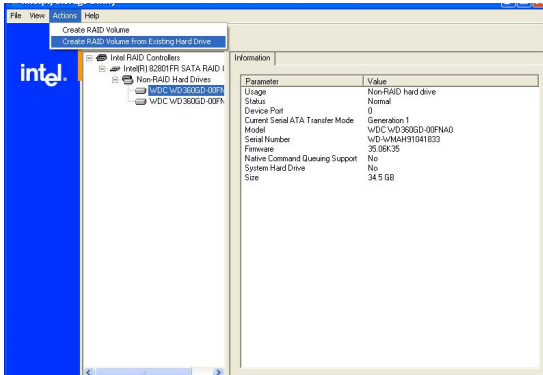 File View Actions Help
Create RAID Volume
Create RAID Volume from Existing Hard Drive
intel.
Intel RAID Controllers
Intel(R) 82801FR SATA RAID (
Non-RAID Hard Drives
WDC WD360GD-00FN
WDC WD360GD-00FN
Information
Parameter Value
Usage Non-RAID hard drive
Status Normal
Device Port 0
Current Serial ATA Transfer Mode Generation 1
Model WDC WD360GD-00FNA0
Serial Number WD-WMAH91041833
Firmware 35.06K35
Native Command Queuing Support No
System Hard Drive No
Size 34.5 GB